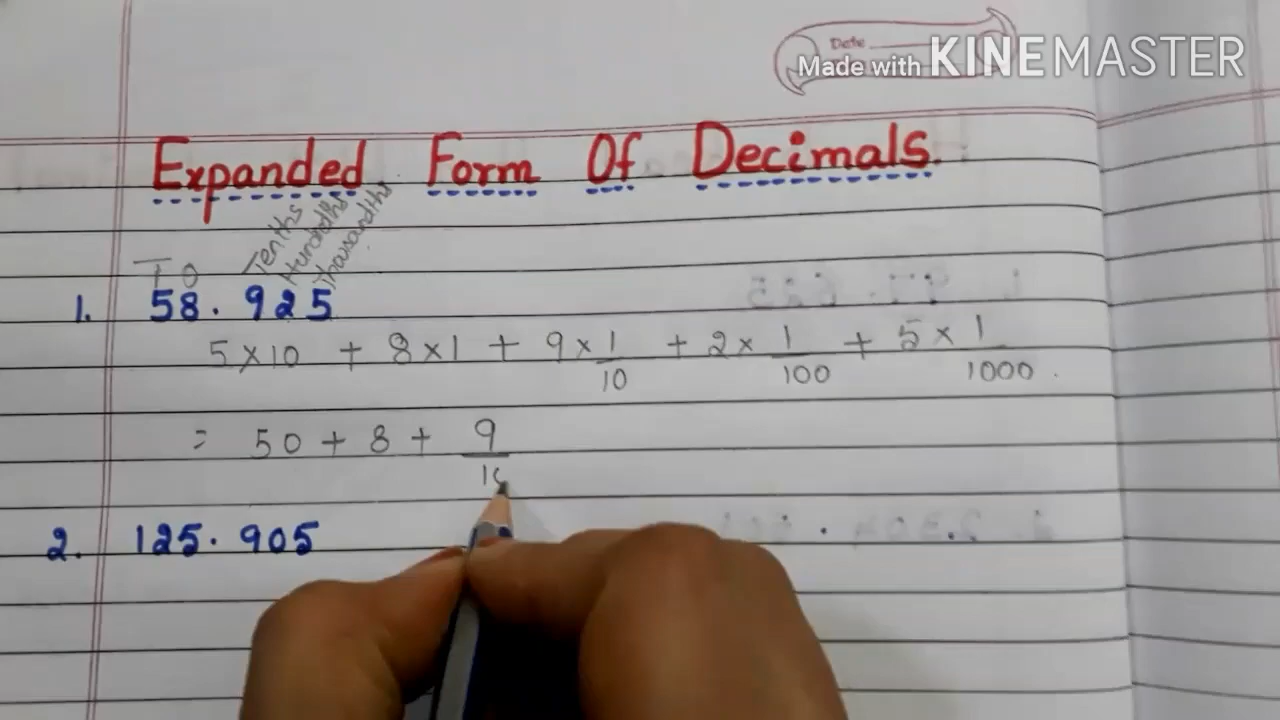 Date
Made with KINEMASTER
Expanded Form Of Decimals.
T O Tenths Hundredths Thousandths
1. 58.925
5 × 10 + 8 × 1 + 9 × 1/10 + 2 × 1/100 + 5 × 1/1000
= 50 + 8 + 9/10
2. 125.905